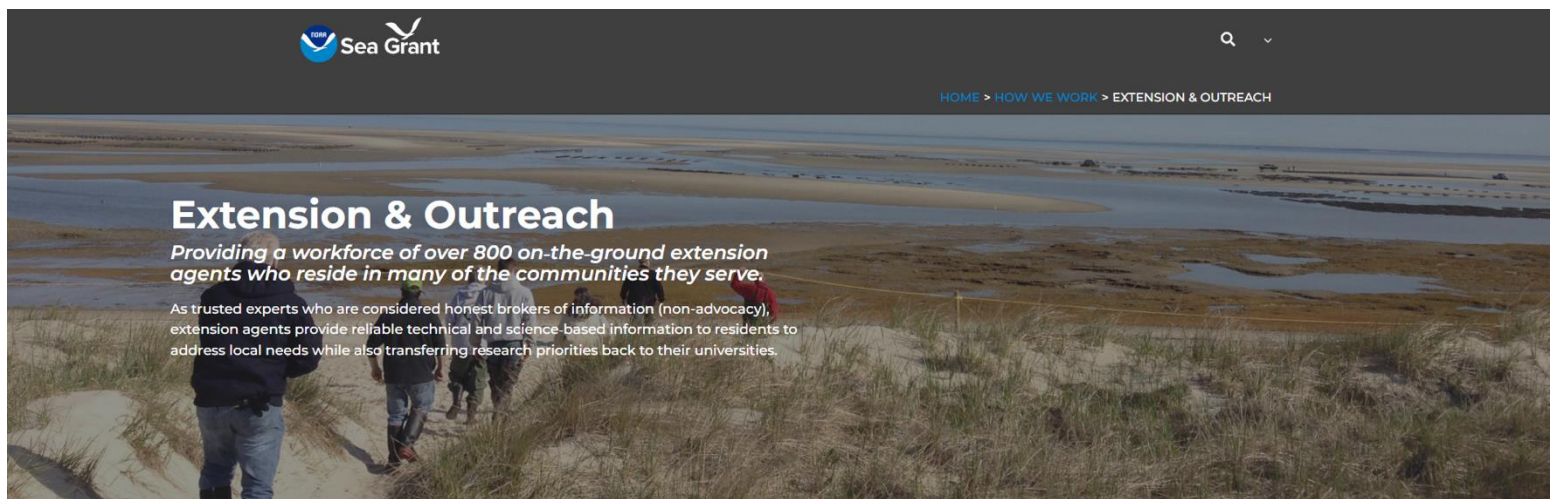 NOAA
Sea Grant
HOME > HOW WE WORK > EXTENSION & OUTREACH
Extension & Outreach
Providing a workforce of over 800 on-the-ground extension
agents who reside in many of the communities they serve.
As trusted experts who are considered honest brokers of information (non-advocacy),
extension agents provide reliable technical and science-based information to residents to
address local needs while also transferring research priorities back to their universities.